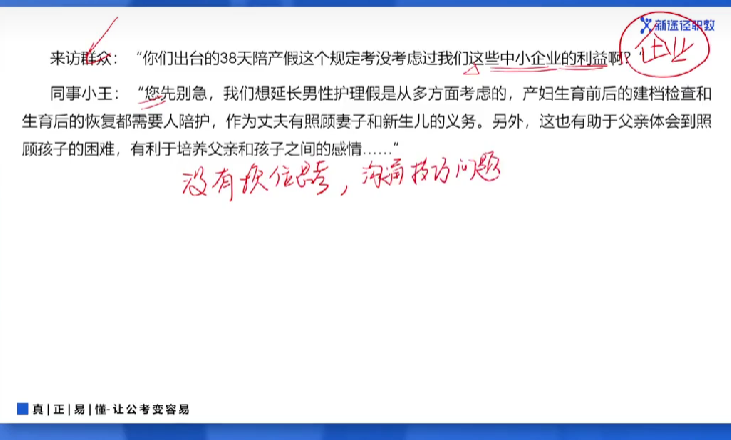 新途径职教
企业
来访群众：“你们出台的38天陪产假这个规定考没考虑过我们这些中小企业的利益啊？
同事小王：“您先别急，我们想延长男性护理假是从多方面考虑的，产妇生育前后的建档检查和
生育后的恢复都需要人陪护，作为丈夫有照顾妻子和新生儿的义务。另外，这也有助于父亲体会到照
顾孩子的困难，有利于培养父亲和孩子之间的感情……”
没有换位思考，沟通技巧问题
真|正|易|懂-让公考变容易